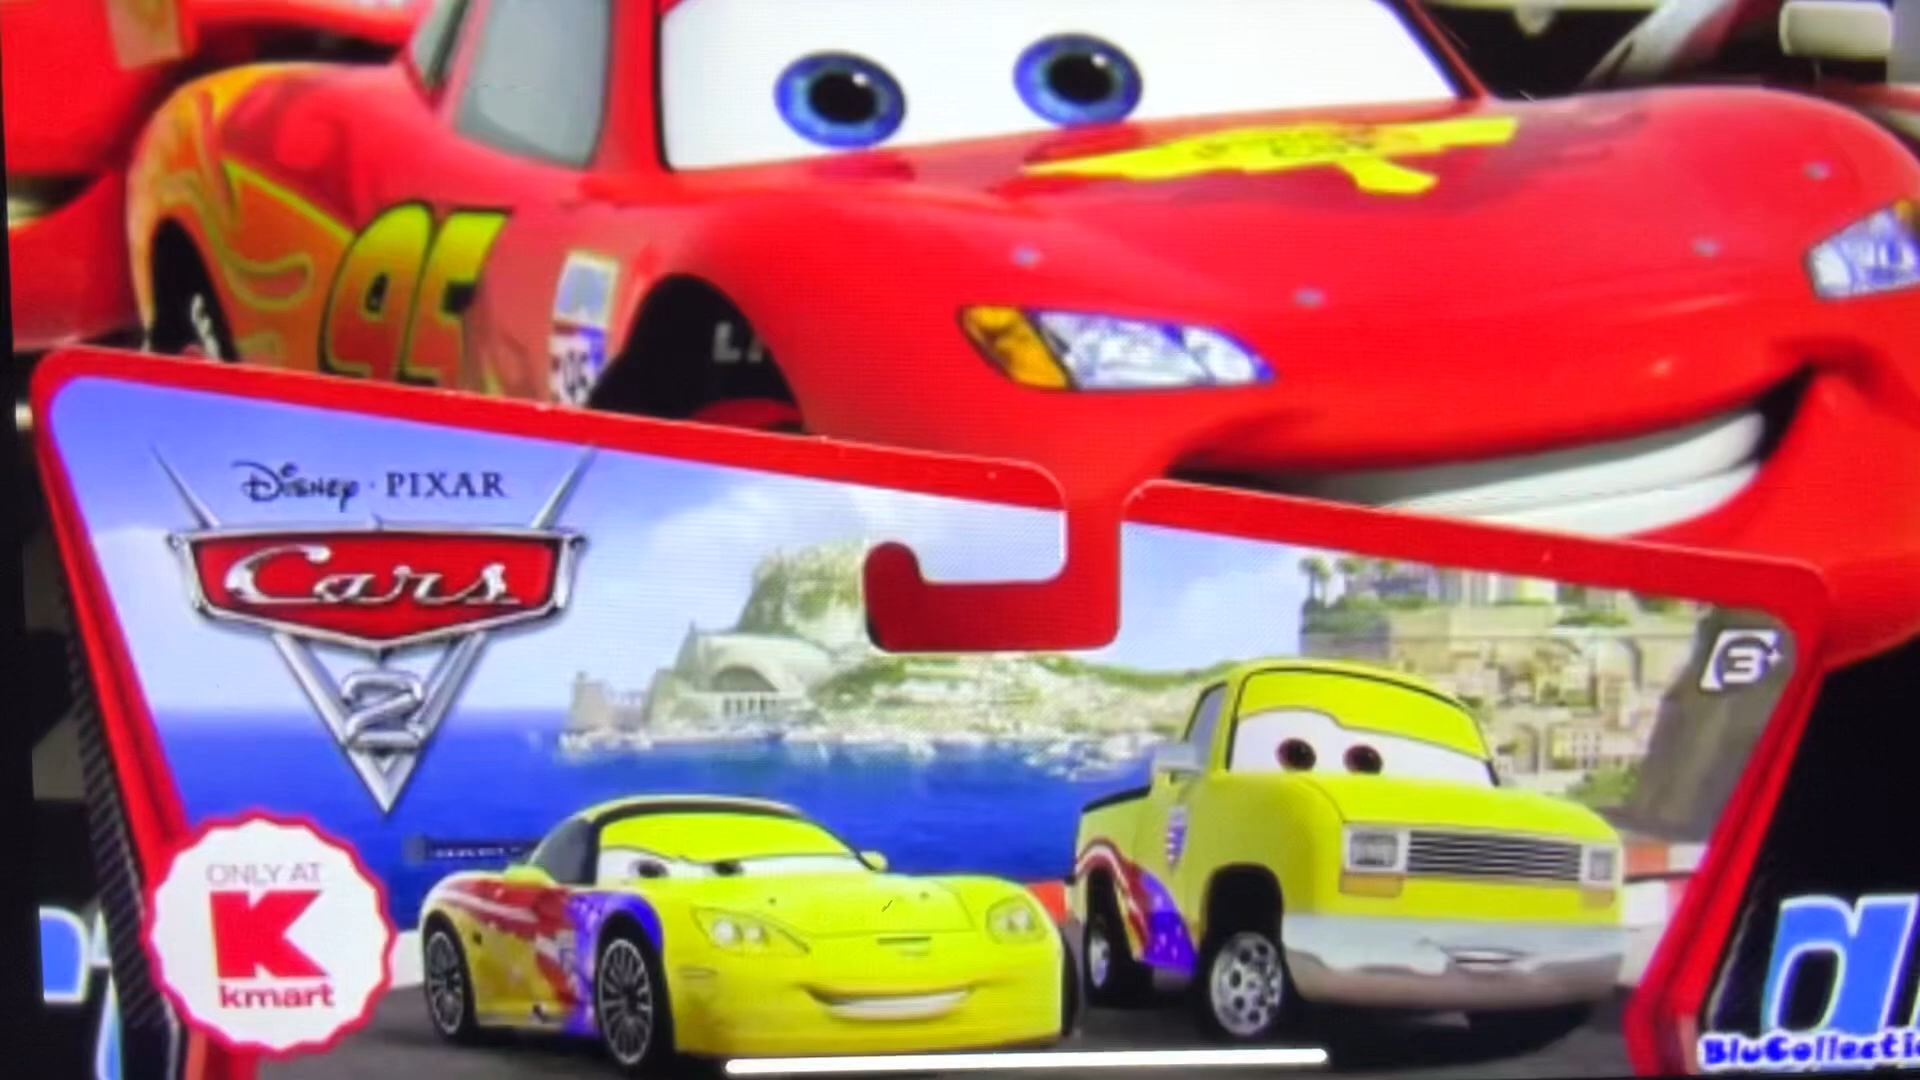 95
DISNEY · PIXAR
Cars
2
3+
ONLY AT
K
kmart
BluCollecti